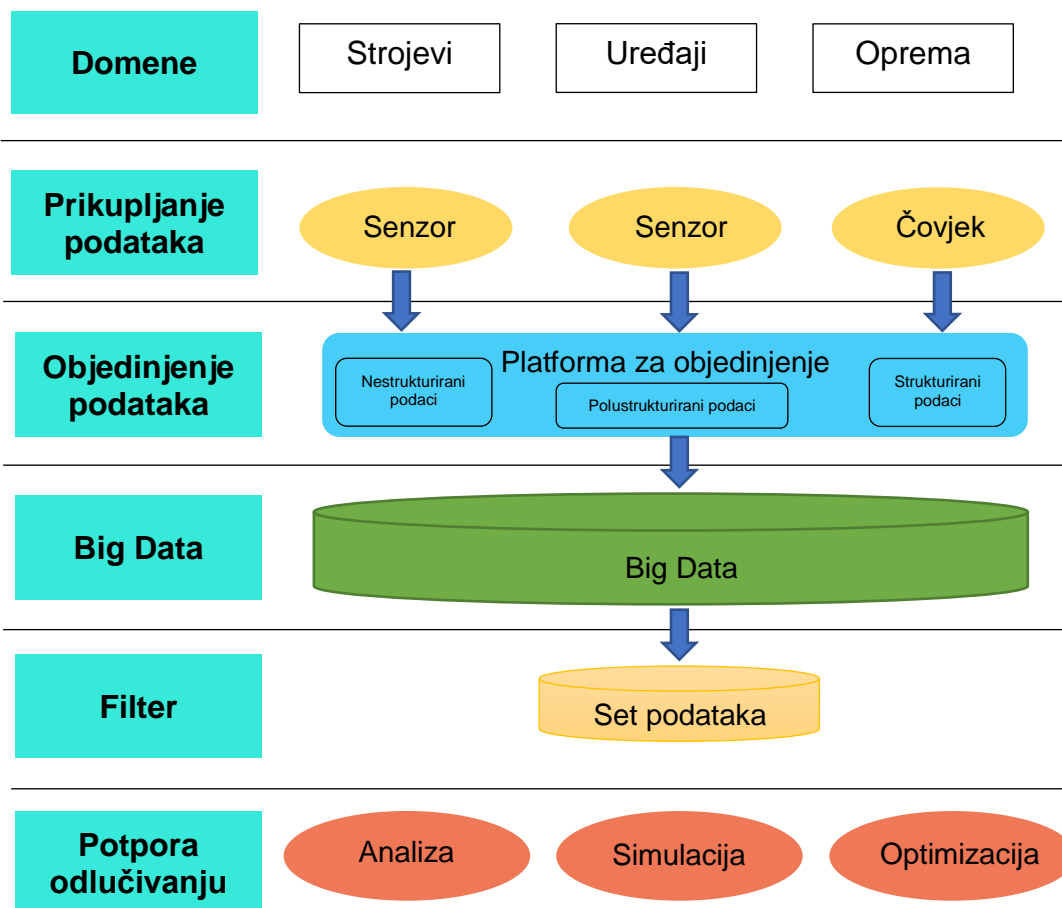 Domene
Strojevi
Uređaji
Oprema
Prikupljanje
podataka
Senzor
Senzor
Čovjek
Objedinjenje
podataka
Platforma za objedinjenje
Nestrukturirani
podaci
Polustrukturirani podaci
Strukturirani
podaci
Big Data
Big Data
Filter
Set podataka
Potpora
odlučivanju
Analiza
Simulacija
Optimizacija